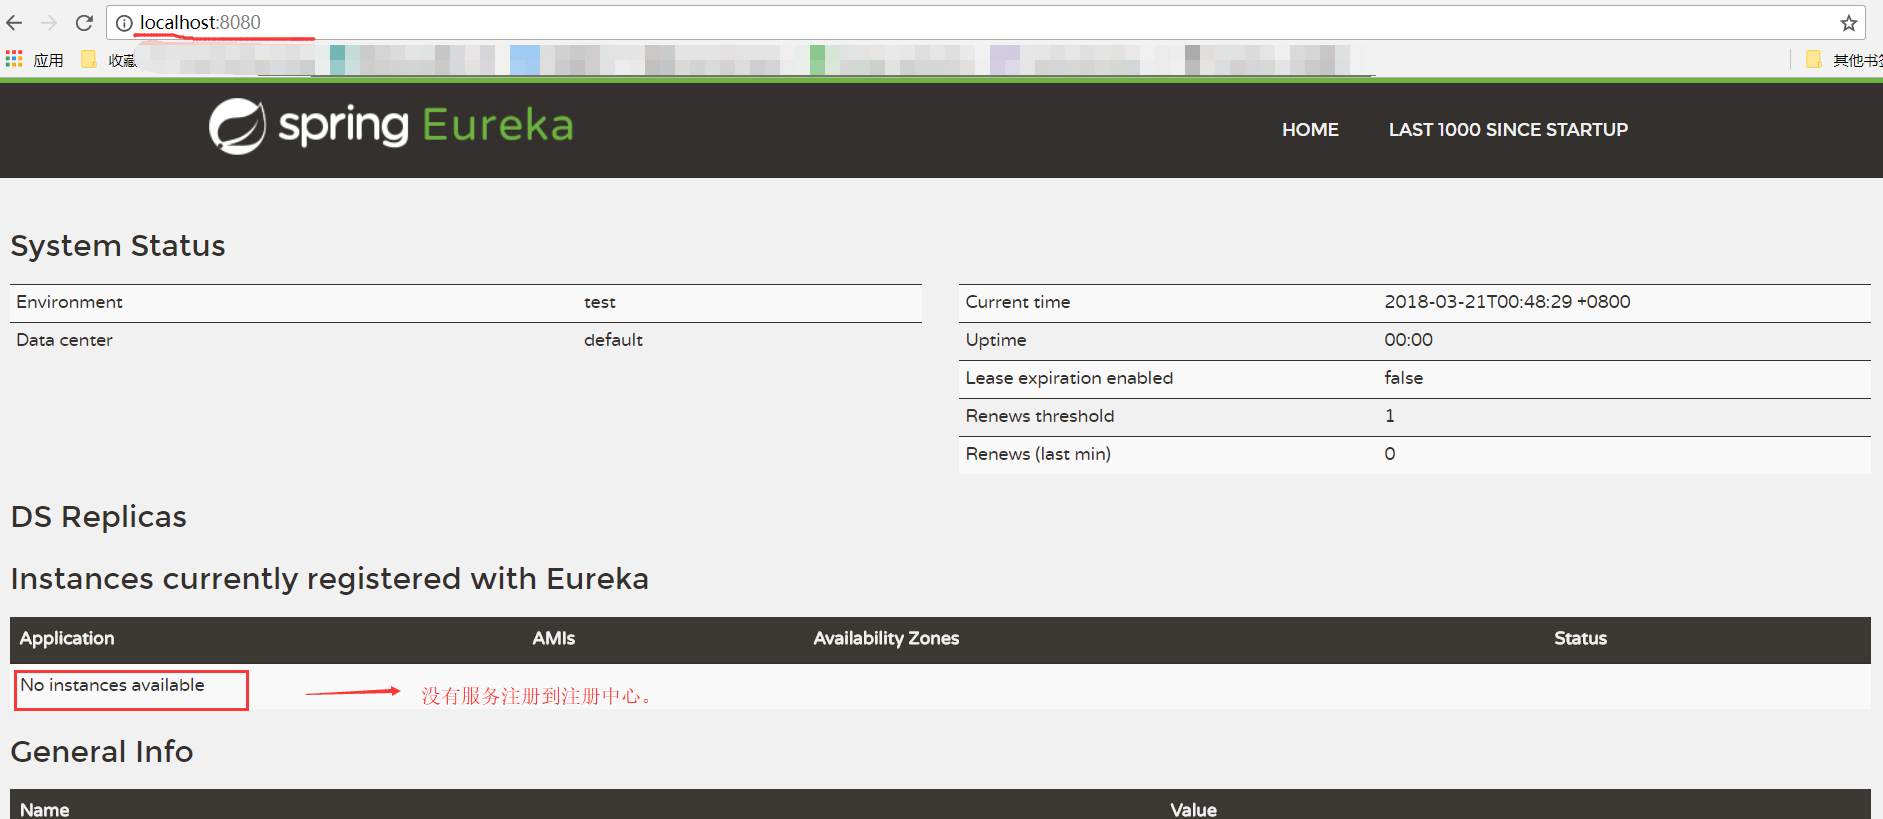 localhost:8080
应用
收藏
其他书签
spring Eureka
HOME
LAST 1000 SINCE STARTUP
System Status
Environment test
Data center default
Current time 2018-03-21T00:48:29 +0800
Uptime 00:00
Lease expiration enabled false
Renews threshold 1
Renews (last min) 0
DS Replicas
Instances currently registered with Eureka
Application AMIs Availability Zones Status
No instances available
没有服务注册到注册中心。
General Info
Name Value